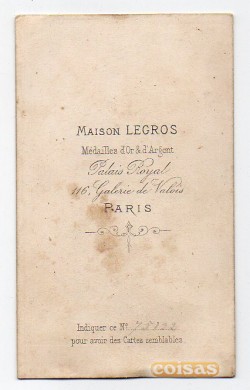 MAISON LEGROS
Médailles d'Or & d'Argent
Palais Royal
116, Galerie de Valois
PARIS
Indiquer ce Nº
pour avoir des Cartes semblables.
coisas